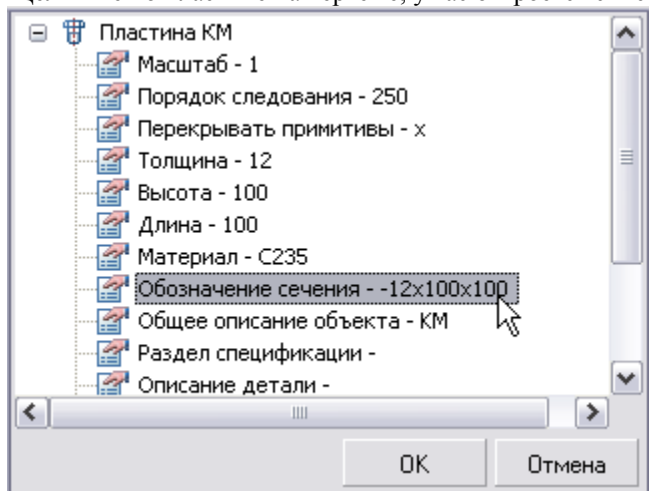 Пластина КМ
Масштаб - 1
Порядок следования - 250
Перекрывать примитивы - x
Толщина - 12
Высота - 100
Длина - 100
Материал - С235
Обозначение сечения - -12x100x100
Общее описание объекта - КМ
Раздел спецификации -
Описание детали -
ОК
Отмена